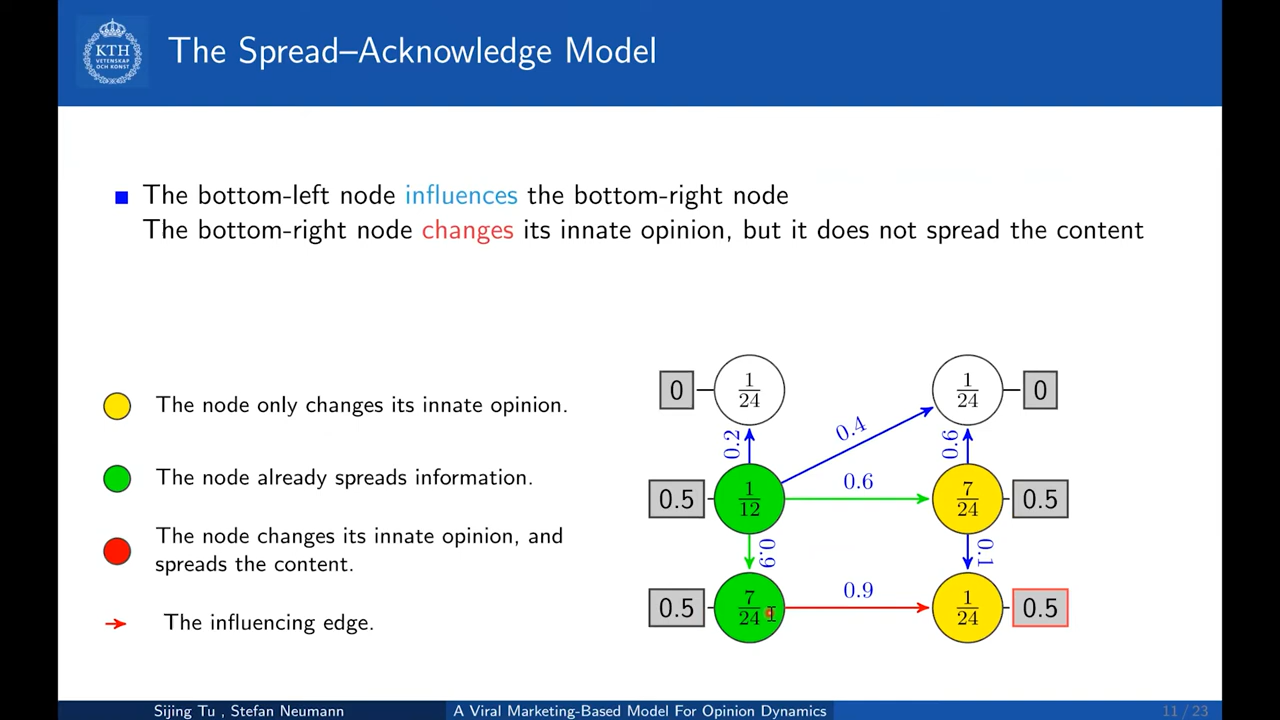 KTH
VETENSKAP
OCH KONST
The Spread–Acknowledge Model
The bottom-left node influences the bottom-right node
The bottom-right node changes its innate opinion, but it does not spread the content
The node only changes its innate opinion.
The node already spreads information.
The node changes its innate opinion, and
spreads the content.
The influencing edge.
0 1/24 1/24 0
0.2 0.4 0.9
0.5 1/12 0.6 7/24 0.5
0.9 0.1
0.5 7/24 0.9 1/24 0.5
Sijing Tu , Stefan Neumann A Viral Marketing-Based Model For Opinion Dynamics 11 / 23